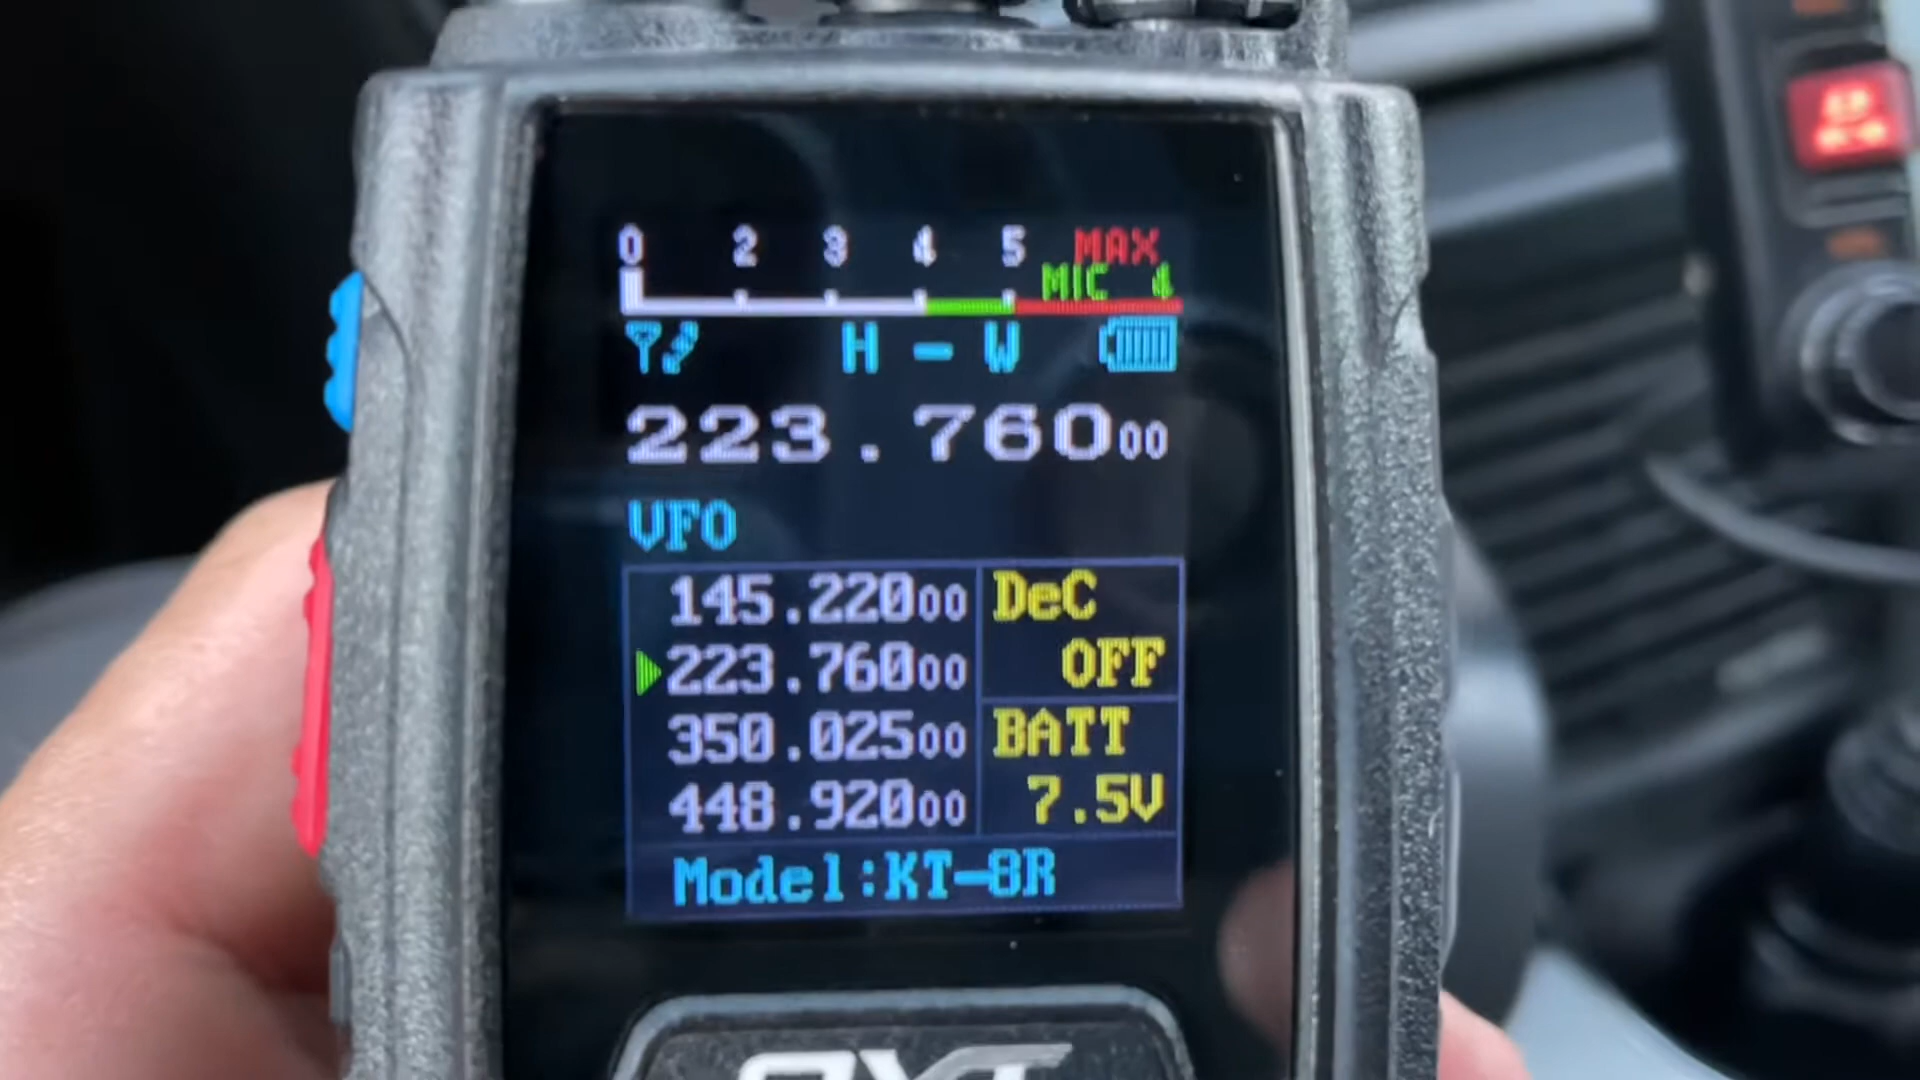 0 2 3 4 5 MAX
MIC 4
H - W
223.76000
VFO
145.22000
223.76000
350.02500
448.92000
DeC
OFF
BATT
7.5V
Model:KT-8R